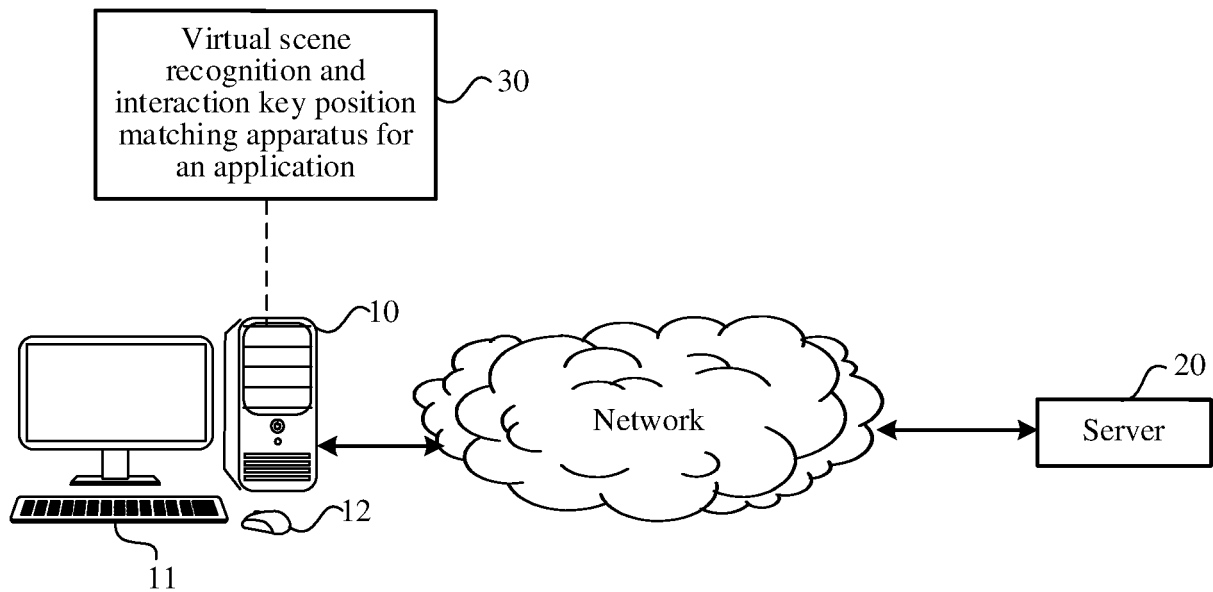 Virtual scene
recognition and
interaction key position
matching apparatus for
an application
30
10
20
Network
Server
12
11